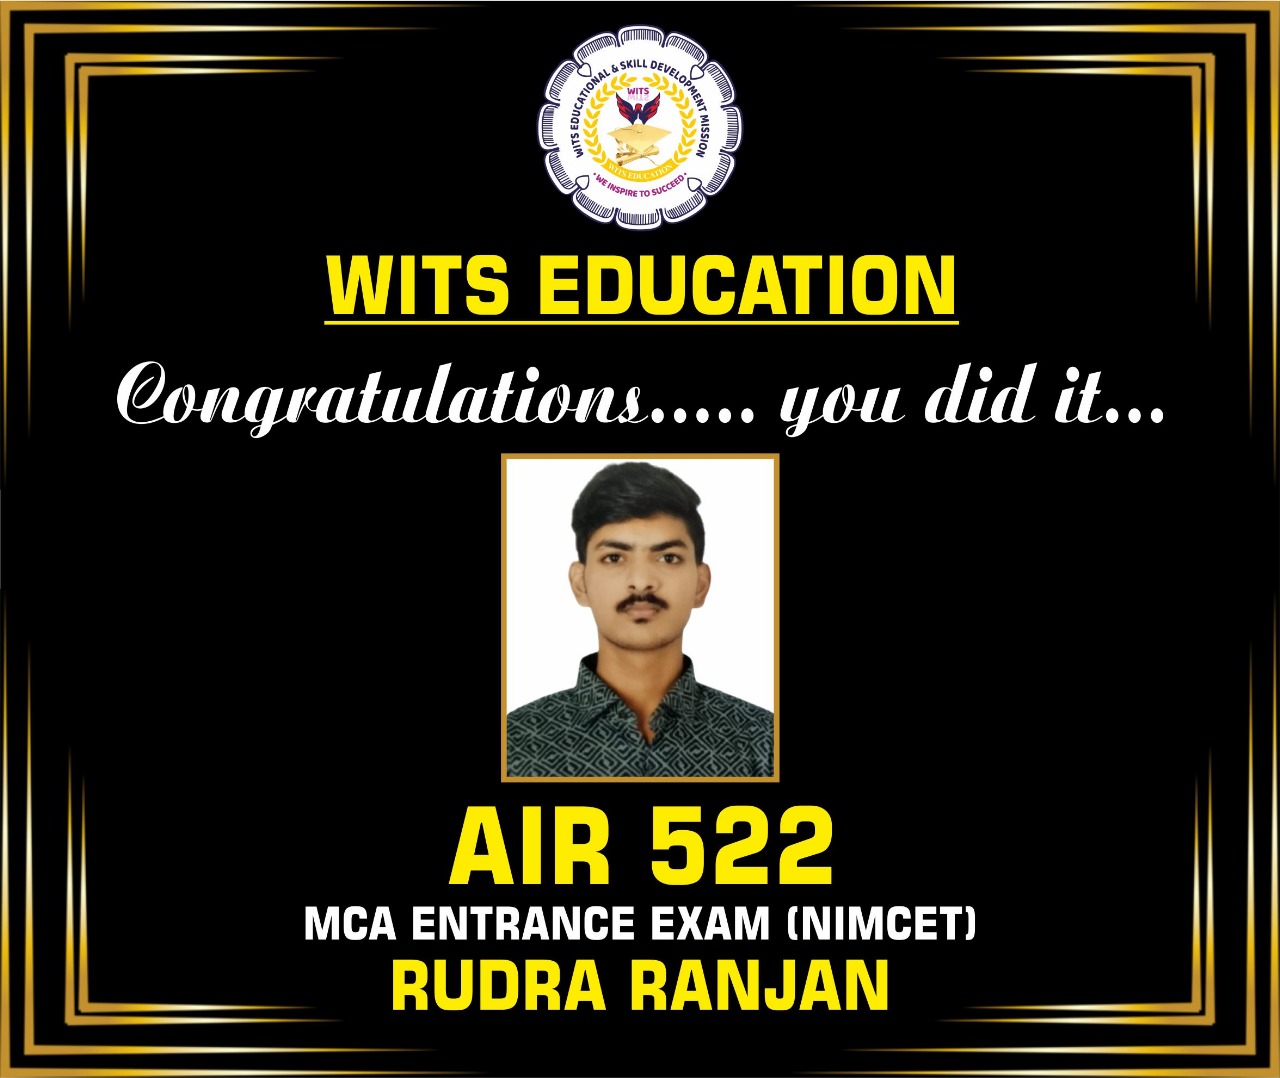 WITS EDUCATIONAL & SKILL DEVELOPMENT MISSION
WITS
WITS EDUCATION
• WE INSPIRE TO SUCCEED •
WITS EDUCATION
Congratulations..... you did it...
AIR 522
MCA ENTRANCE EXAM (NIMCET)
RUDRA RANJAN